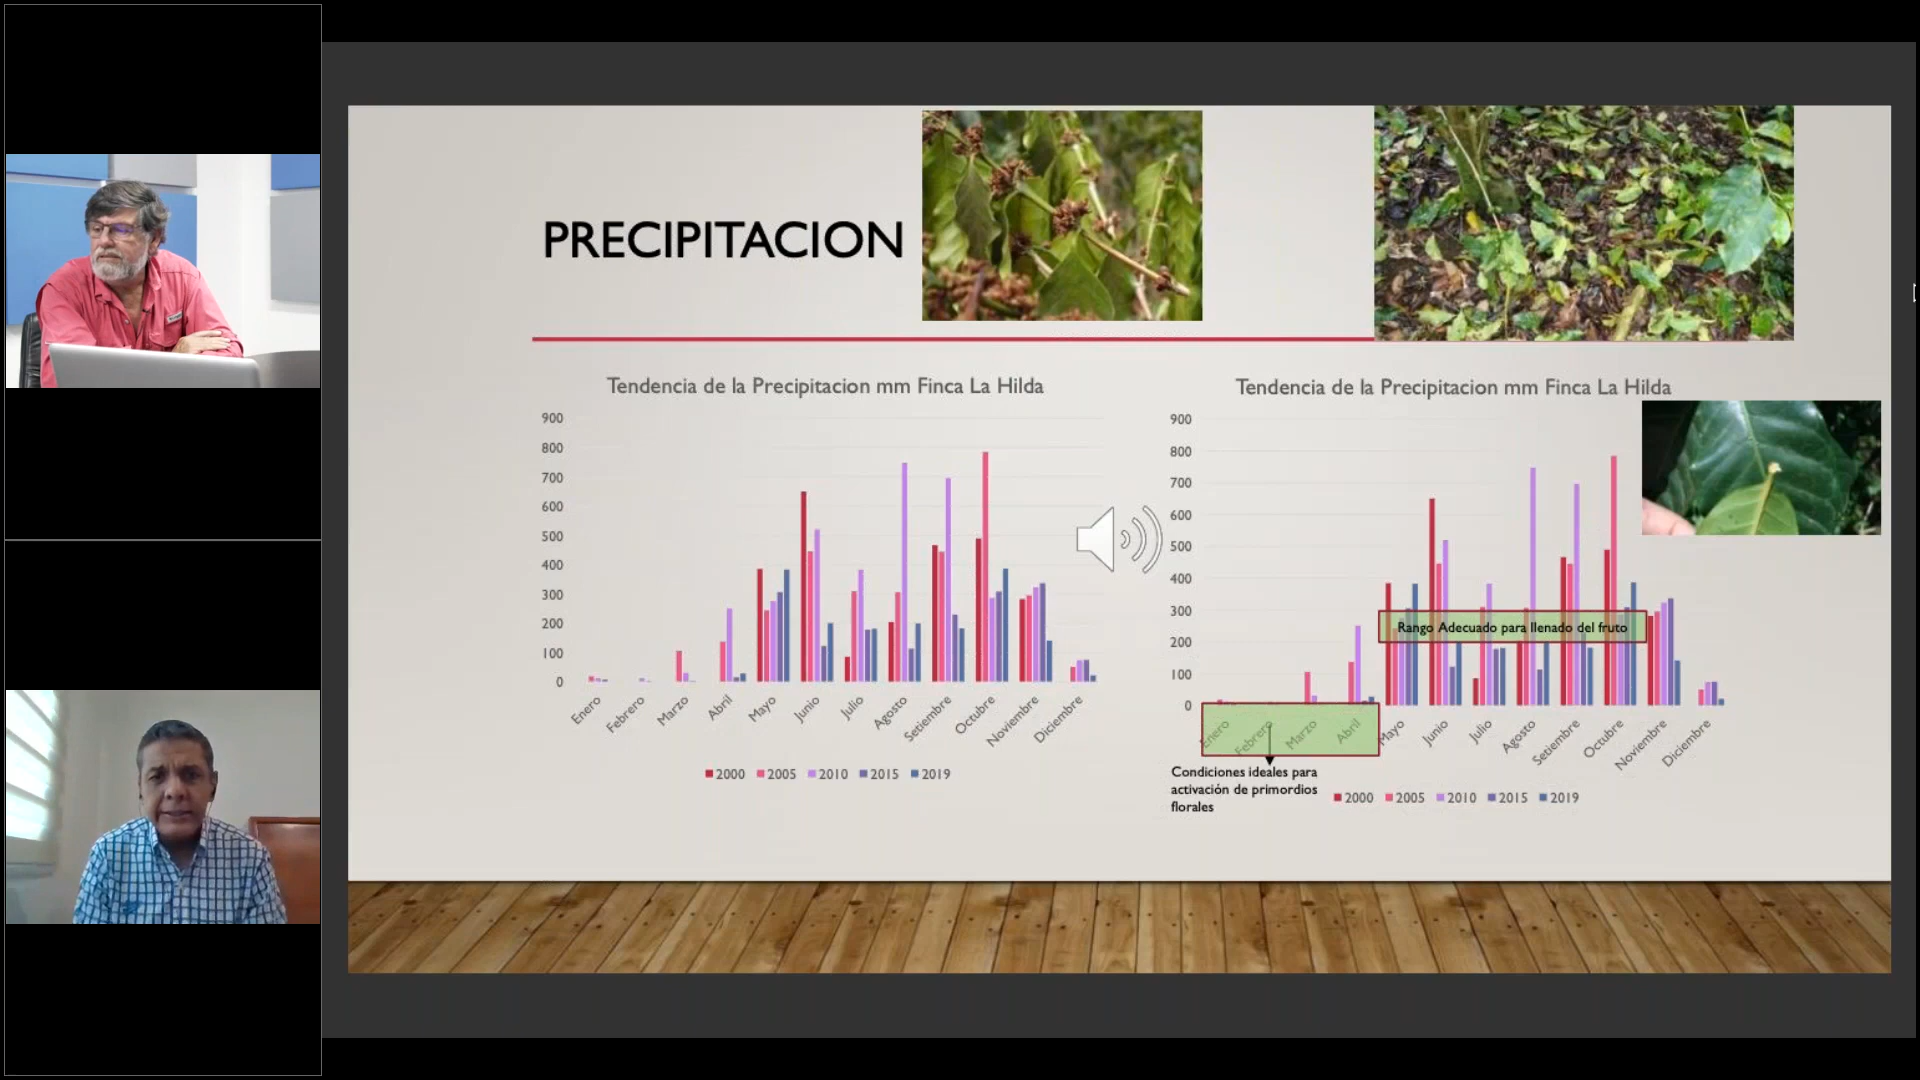 PRECIPITACION
Tendencia de la Precipitacion mm Finca La Hilda
900
800
700
600
500
400
300
200
100
0
Enero
Febrero
Marzo
Abril
Mayo
Junio
Julio
Agosto
Setiembre
Octubre
Noviembre
Diciembre
2000 2005 2010 2015 2019
Tendencia de la Precipitacion mm Finca La Hilda
900
800
700
600
500
400
300
200
100
0
Rango Adecuado para llenado del fruto
Enero
Febrero
Marzo
Abril
Mayo
Junio
Julio
Agosto
Setiembre
Octubre
Noviembre
Diciembre
Condiciones ideales para
activación de primordios
florales
2000 2005 2010 2015 2019